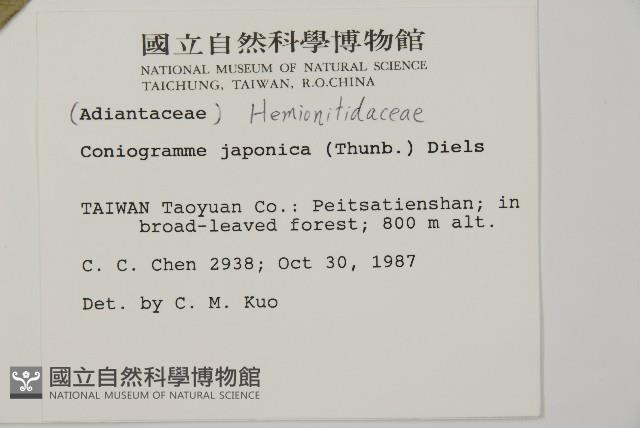 國立自然科學博物館
NATIONAL MUSEUM OF NATURAL SCIENCE
TAICHUNG, TAIWAN, R.O.CHINA
(Adiantaceae) Hemionitidaceae
Coniogramme japonica (Thunb.) Diels
TAIWAN Taoyuan Co.: Peitsatienshan; in
broad-leaved forest; 800 m alt.
C. C. Chen 2938; Oct 30, 1987
Det. by C. M. Kuo
國立自然科學博物館
NATIONAL MUSEUM OF NATURAL SCIENCE